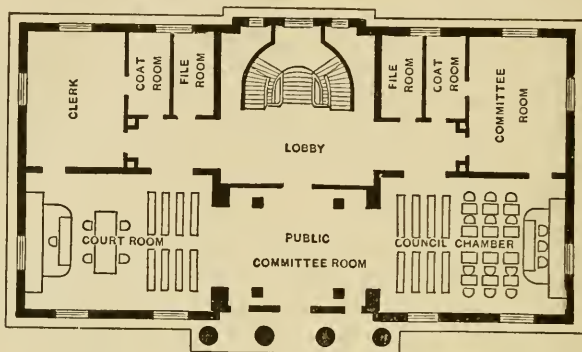 CLERK
COAT
ROOM
FILE
ROOM
FILE
ROOM
COAT
ROOM
COMMITTEE
ROOM
LOBBY
COURT ROOM
PUBLIC
COMMITTEE ROOM
COUNCIL CHAMBER